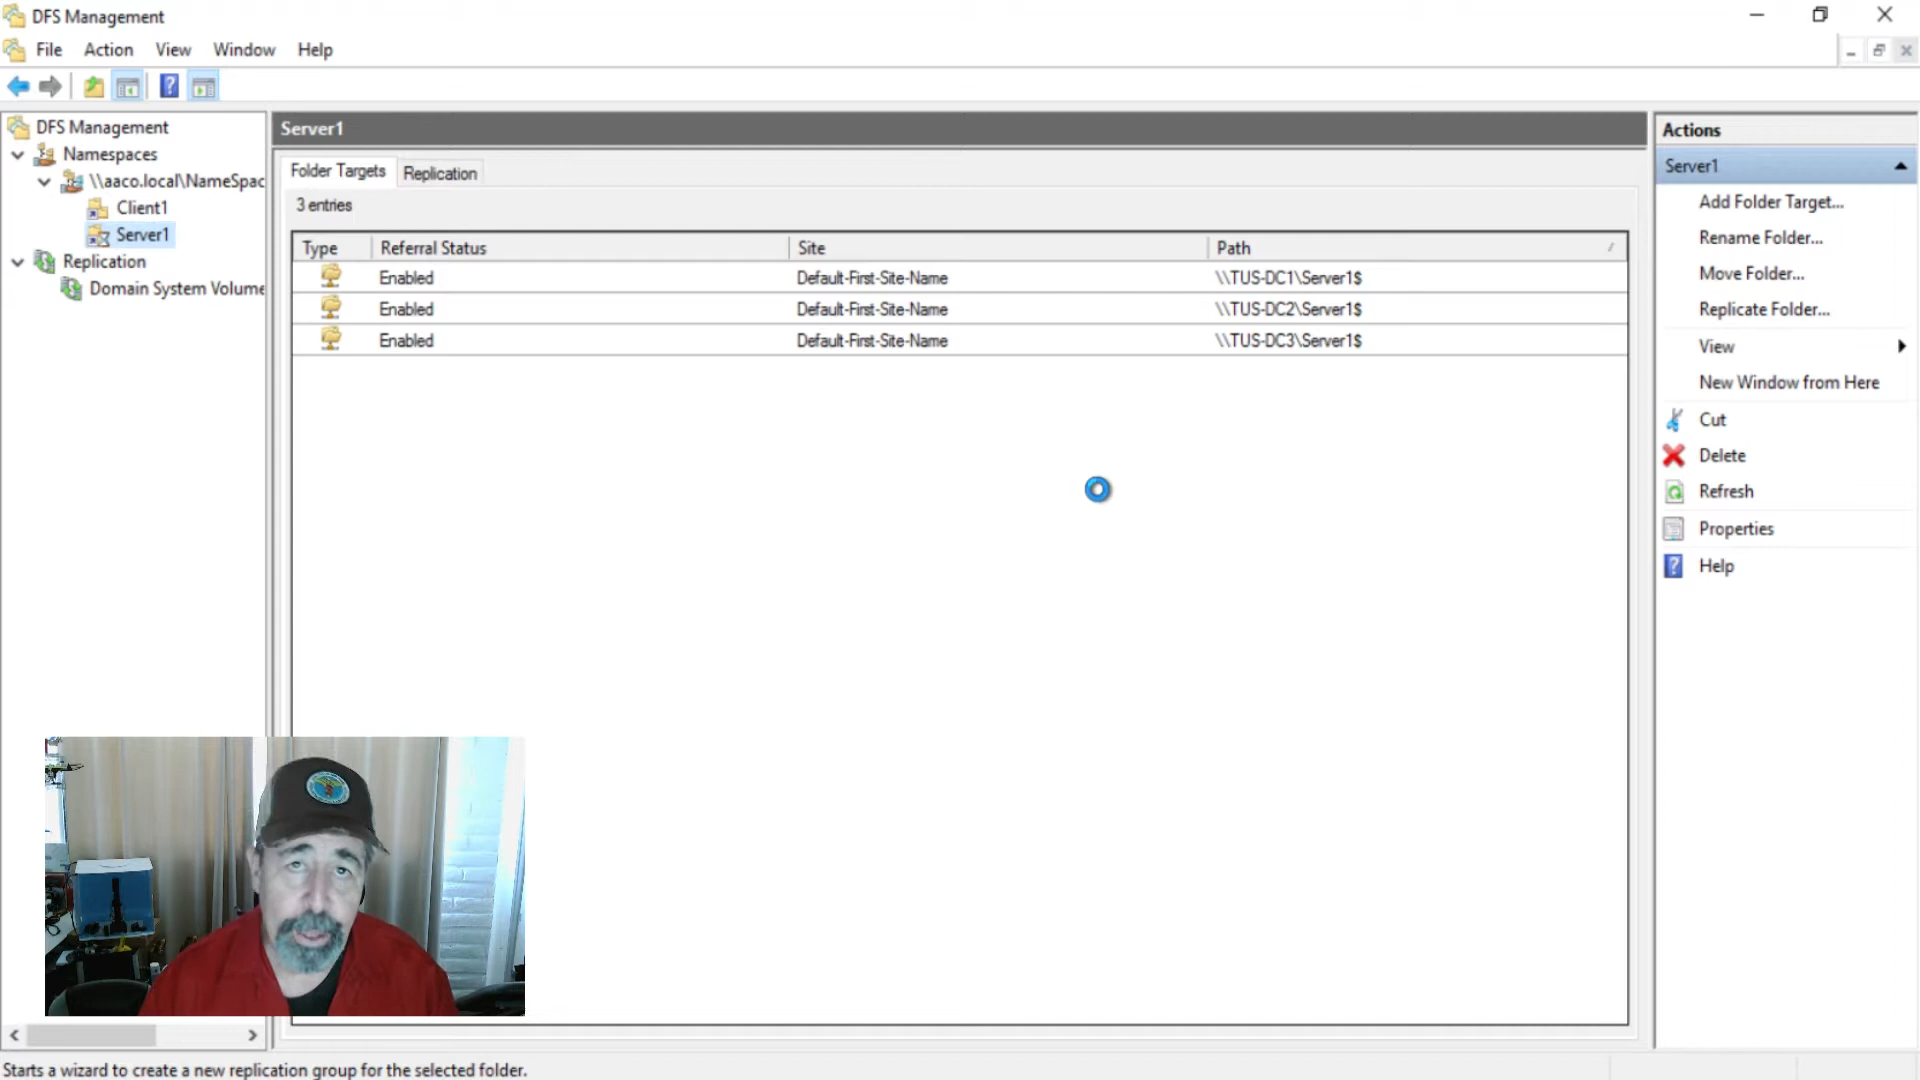 DFS Management
File Action View Window Help
DFS Management
Namespaces
\\aaco.local\NameSpac
Client1
Server1
Replication
Domain System Volume
Server1
Folder Targets Replication
3 entries
Type Referral Status Site Path
Enabled Default-First-Site-Name \\TUS-DC1\Server1$
Enabled Default-First-Site-Name \\TUS-DC2\Server1$
Enabled Default-First-Site-Name \\TUS-DC3\Server1$
Actions
Server1
Add Folder Target...
Rename Folder...
Move Folder...
Replicate Folder...
View
New Window from Here
Cut
Delete
Refresh
Properties
Help
Starts a wizard to create a new replication group for the selected folder.